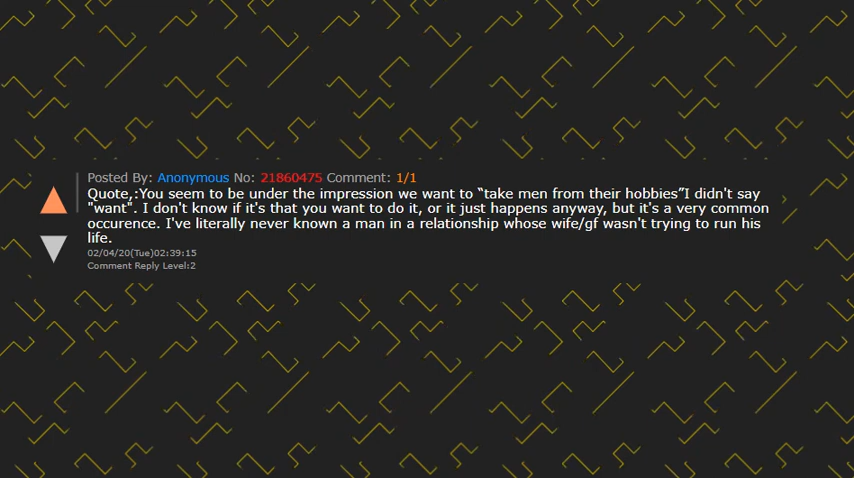 Posted By: Anonymous No: 21860475 Comment: 1/1
Quote,:You seem to be under the impression we want to “take men from their hobbies”I didn't say
"want". I don't know if it's that you want to do it, or it just happens anyway, but it's a very common
occurence. I've literally never known a man in a relationship whose wife/gf wasn't trying to run his
life.
02/04/20(Tue)02:39:15
Comment Reply Level:2